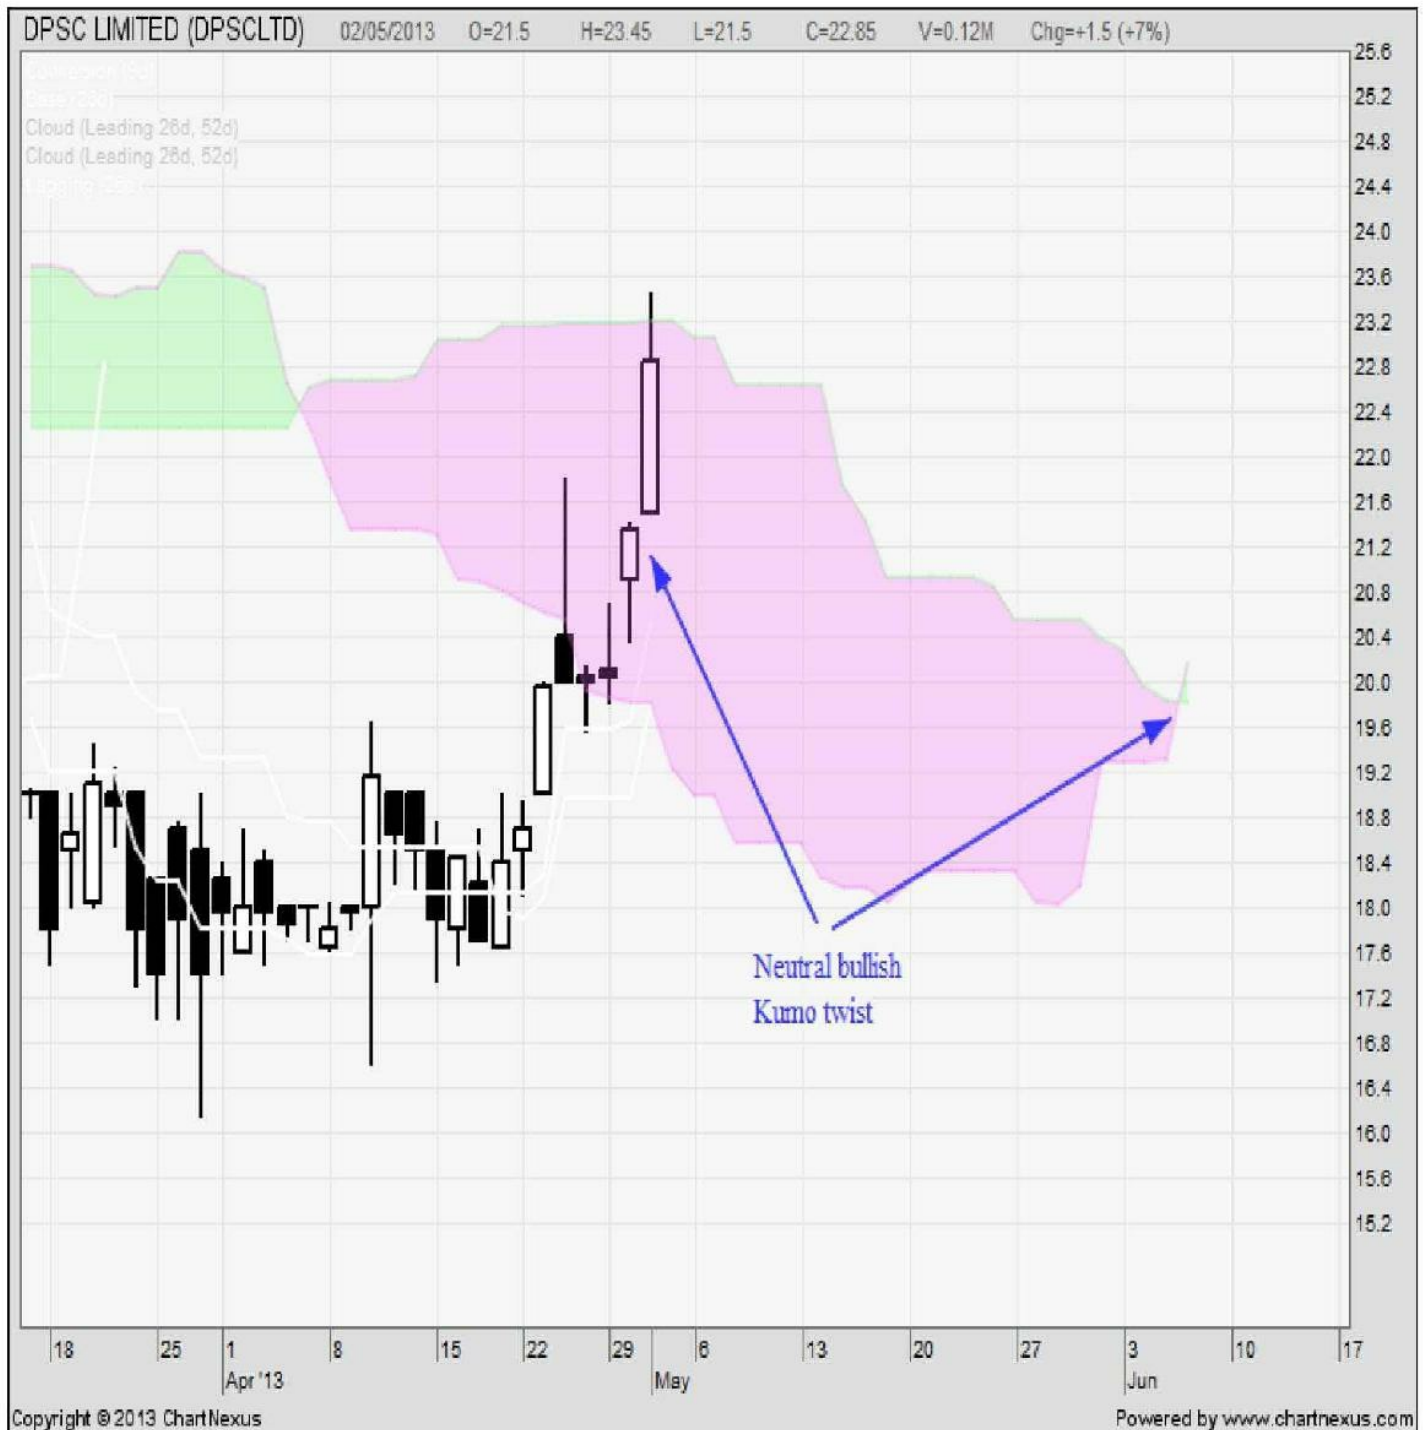 DPSC LIMITED (DPSCLTD) 02/05/2013 O=21.5 H=23.45 L=21.5 C=22.85 V=0.12M Chg=+1.5 (+7%)
Conversion (9d)
Base (26d)
Cloud (Leading 26d, 52d)
Cloud (Leading 26d, 52d)
25.6
25.2
24.8
24.4
24.0
23.6
23.2
22.8
22.4
22.0
21.6
21.2
20.8
20.4
20.0
19.6
19.2
18.8
18.4
18.0
17.6
17.2
16.8
16.4
16.0
15.6
15.2
Neutral bullish
Kumo twist
18 25 1 8 15 22 29 6 13 20 27 3 10 17
Apr '13 May Jun
Copyright © 2013 ChartNexus Powered by www.chartnexus.com